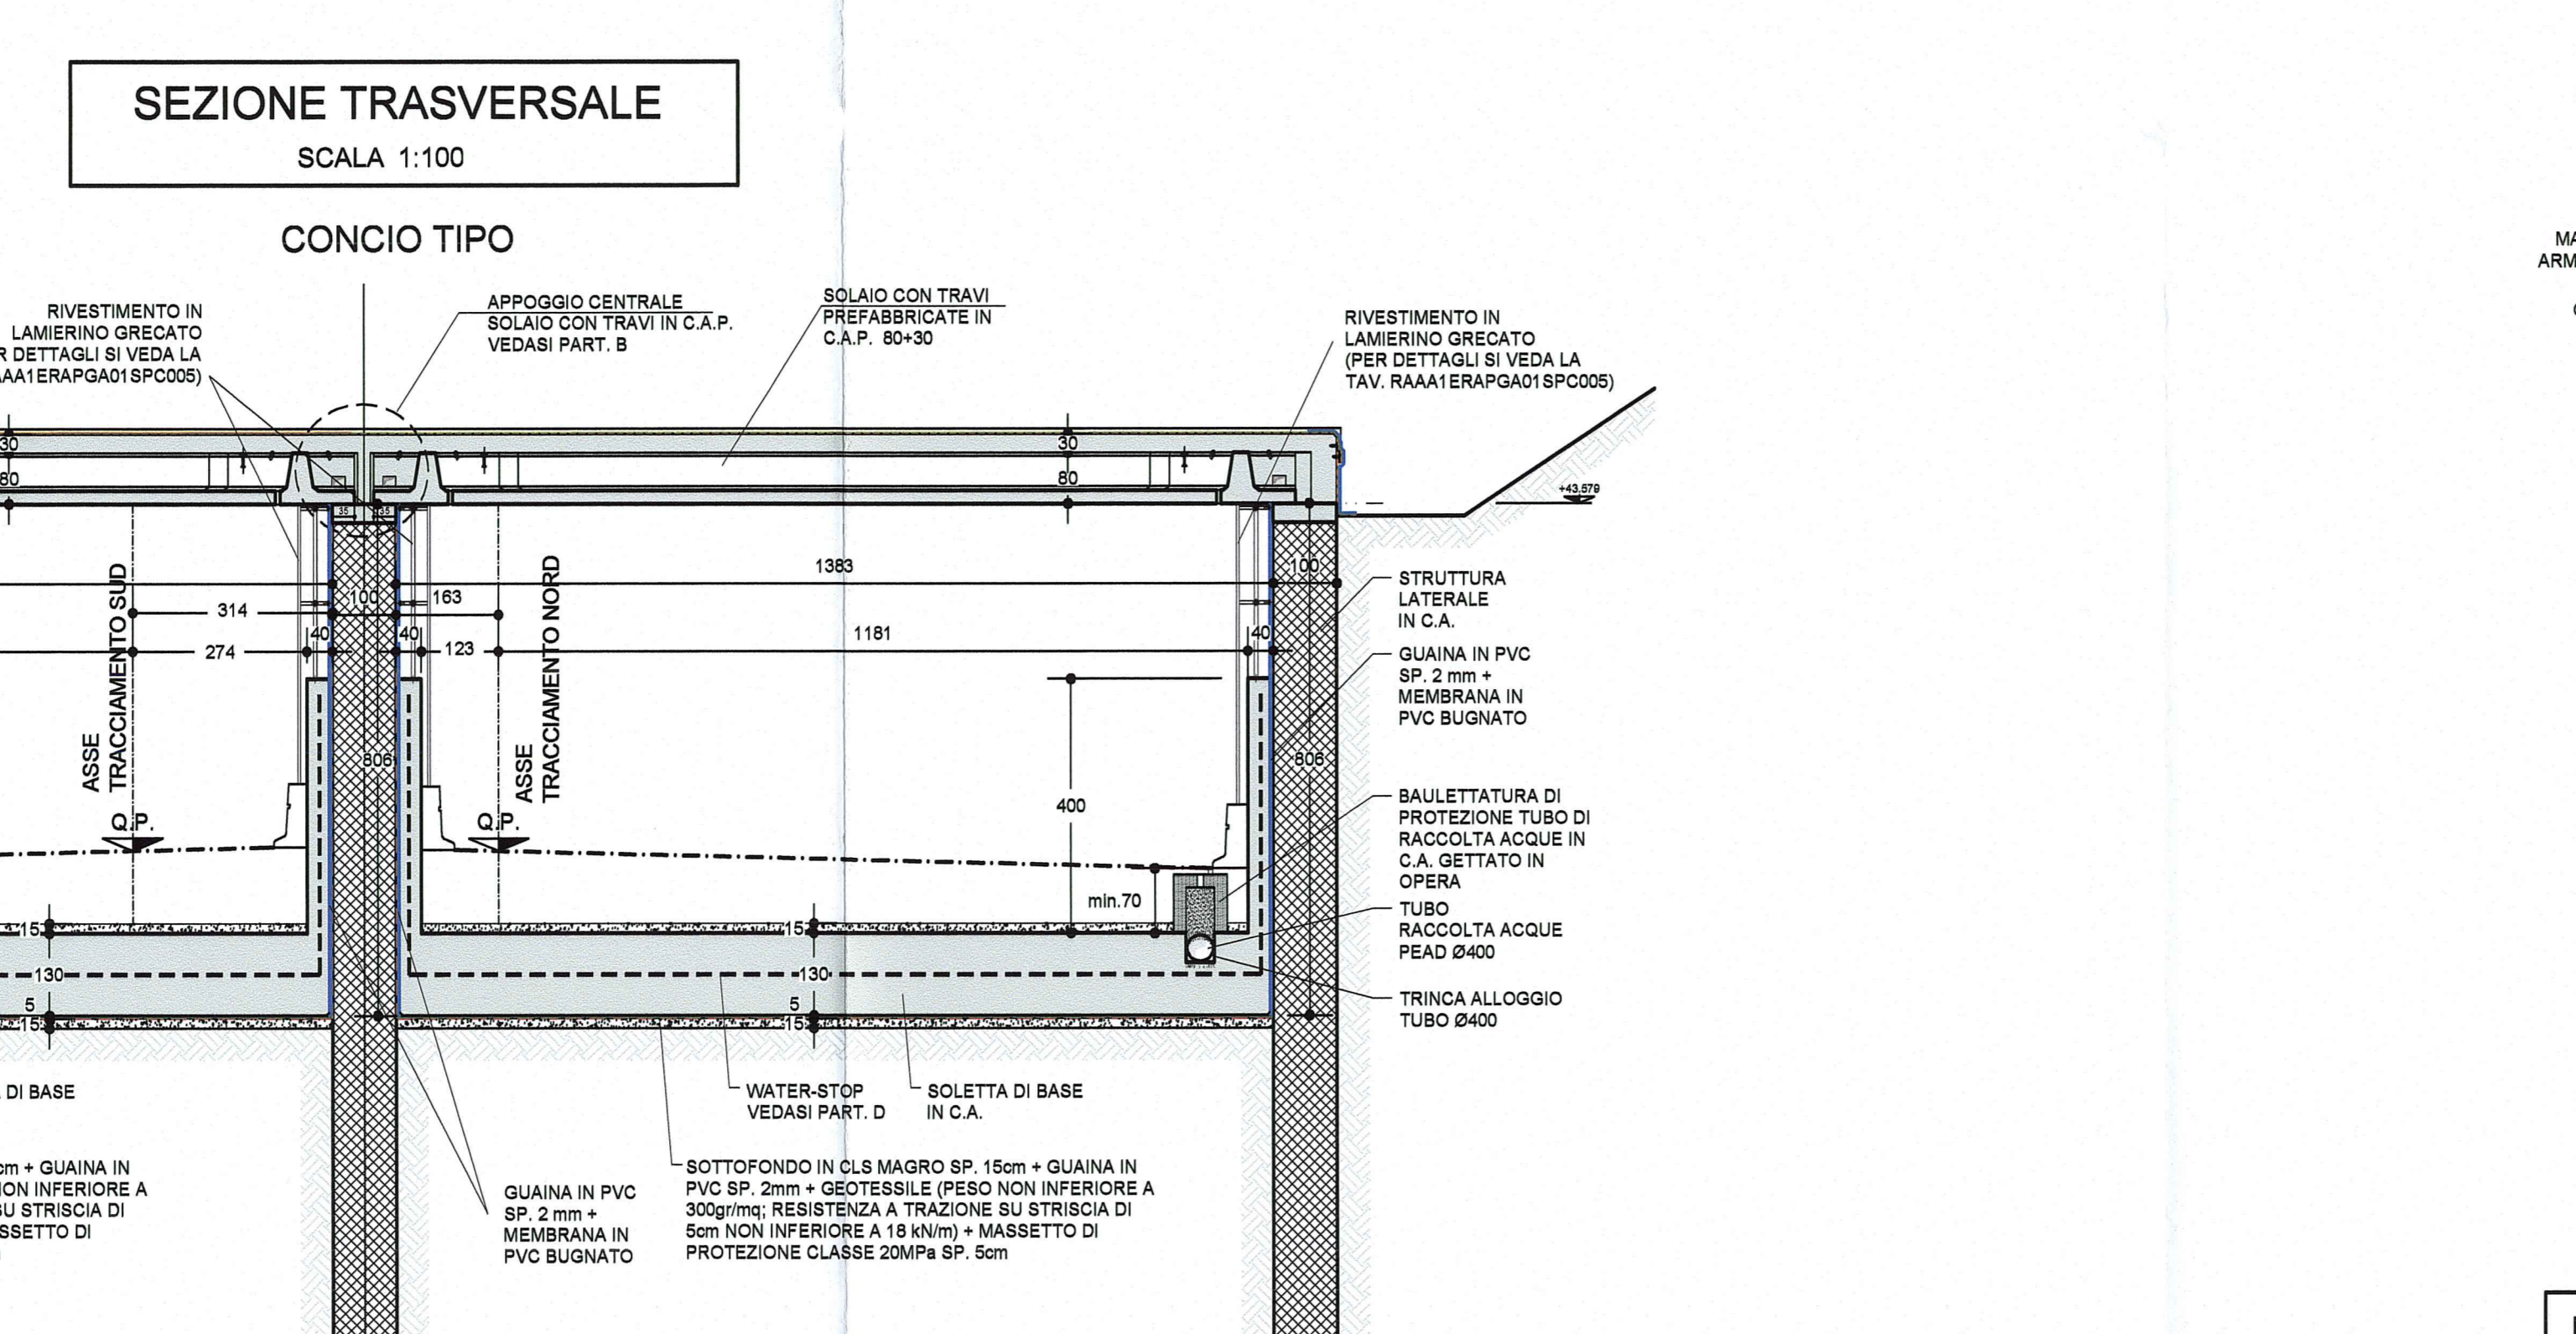 SEZIONE TRASVERSALE
SCALA 1:100
CONCIO TIPO
RIVESTIMENTO IN
LAMIERINO GRECATO
DETTAGLI SI VEDA LA
APPOGGIO CENTRALE
SOLAIO CON TRAVI IN C.A.P.
VEDASI PART. B
SOLAIO CON TRAVI
PREFABBRICATE IN
C.A.P. 80+30
RIVESTIMENTO IN
LAMIERINO GRECATO
(PER DETTAGLI SI VEDA LA
TAV. RAAA1ERAPGA01SPC005)
30
80
30
80
35
35
+43.579
ASSE
TRACCIAMENTO SUD
ASSE
TRACCIAMENTO NORD
1383
100
314
100
163
40
40
1181
40
274
123
806
806
400
Q.P.
Q.P.
min.70
15
130
5
15
15
130
5
15
STRUTTURA
LATERALE
IN C.A.
GUAINA IN PVC
SP. 2 mm +
MEMBRANA IN
PVC BUGNATO
BAULETTATURA DI
PROTEZIONE TUBO DI
RACCOLTA ACQUE IN
C.A. GETTATO IN
OPERA
TUBO
RACCOLTA ACQUE
PEAD Ø400
TRINCA ALLOGGIO
TUBO Ø400
DI BASE
WATER-STOP
VEDASI PART. D
SOLETTA DI BASE
IN C.A.
cm + GUAINA IN
NON INFERIORE A
SU STRISCIA DI
SSETTO DI
GUAINA IN PVC
SP. 2 mm +
MEMBRANA IN
PVC BUGNATO
SOTTOFONDO IN CLS MAGRO SP. 15cm + GUAINA IN
PVC SP. 2mm + GEOTESSILE (PESO NON INFERIORE A
300gr/mq; RESISTENZA A TRAZIONE SU STRISCIA DI
5cm NON INFERIORE A 18 kN/m) + MASSETTO DI
PROTEZIONE CLASSE 20MPa SP. 5cm
MA
ARM